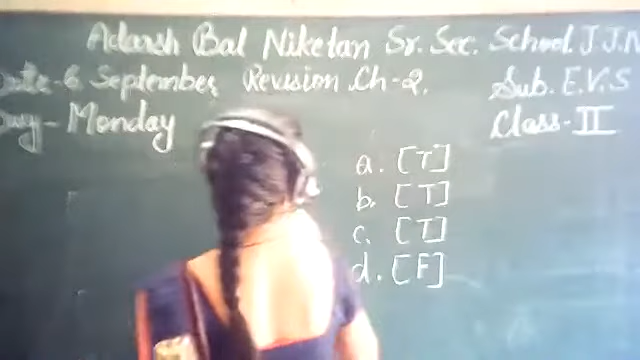 Adarsh Bal Niketan Sr. Sec. School J.J.N
Date-6 September Revision Ch-2. Sub. E.V.S
Day-Monday Class-II
a. [T]
b. [T]
c. [T]
d. [F]